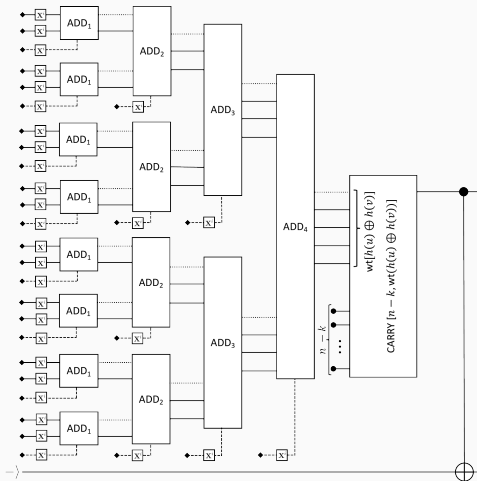 X'
ADD₁
X'
X' ADD₂
X'
ADD₁
X'
X' X'
ADD₃
X'
ADD₁
X'
X' ADD₂
X'
ADD₁
X'
X' X' X'
ADD₄
wt[h(u) ⊕ h(v)]
CARRY [n − k, wt(h(u) ⊕ h(v))]
X'
ADD₁ ADD₂
X'
X'
X'
ADD₁
X'
X' X'
ADD₃
n − k
X'
ADD₁
X'
X' ADD₂
X'
ADD₁
X'
X' X' X' X'